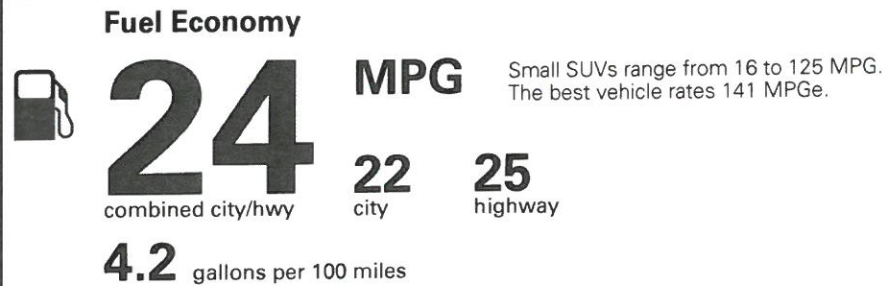 Fuel Economy
24 MPG
Small SUVs range from 16 to 125 MPG.
The best vehicle rates 141 MPGe.
combined city/hwy
22
city
25
highway
4.2 gallons per 100 miles